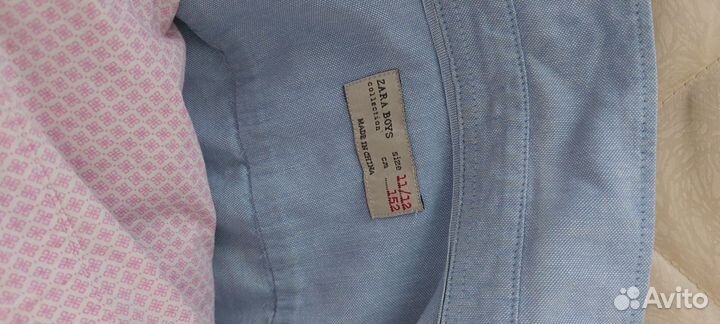 ZARA BOYS
collection
MADE IN CHINA
size 11/12
cm ......152
Avito